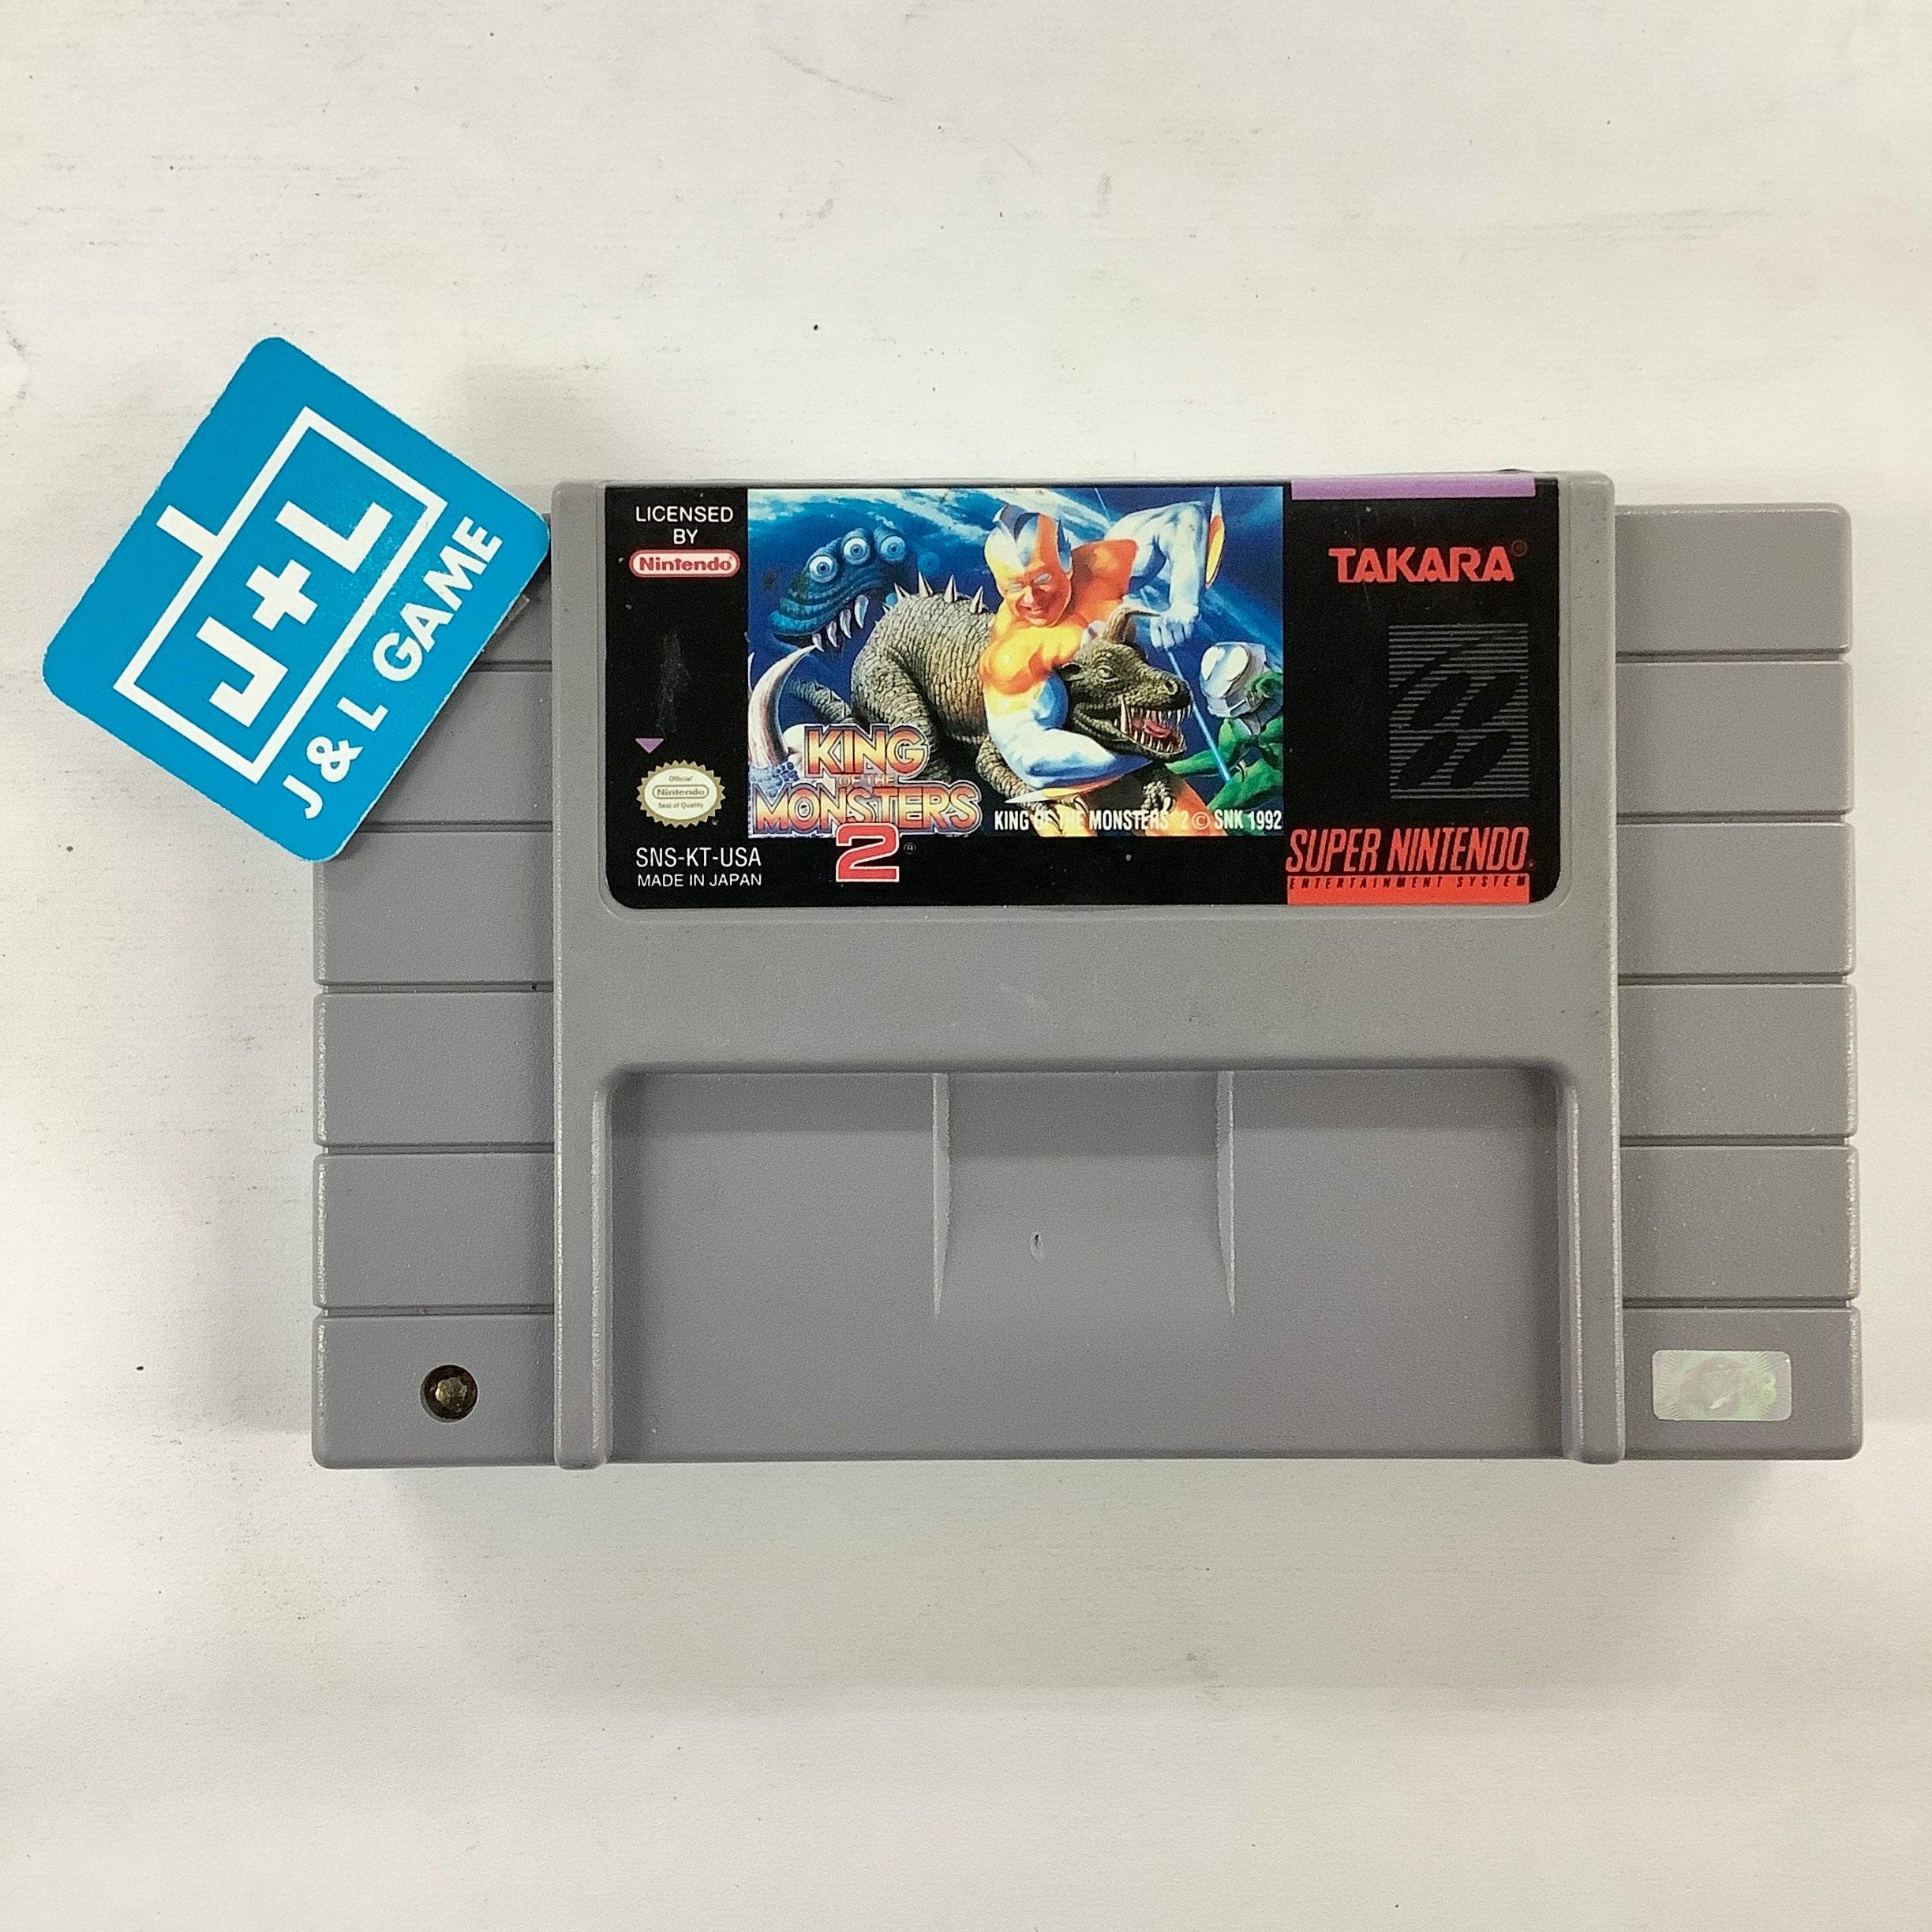 J+L
J & L GAME
LICENSED
BY
Nintendo
TAKARA
Official
Nintendo
Seal of Quality
KING
OF THE
MONSTERS
2
KING OF THE MONSTERS 2 © SNK 1992
SNS-KT-USA
MADE IN JAPAN
SUPER NINTENDO
ENTERTAINMENT SYSTEM